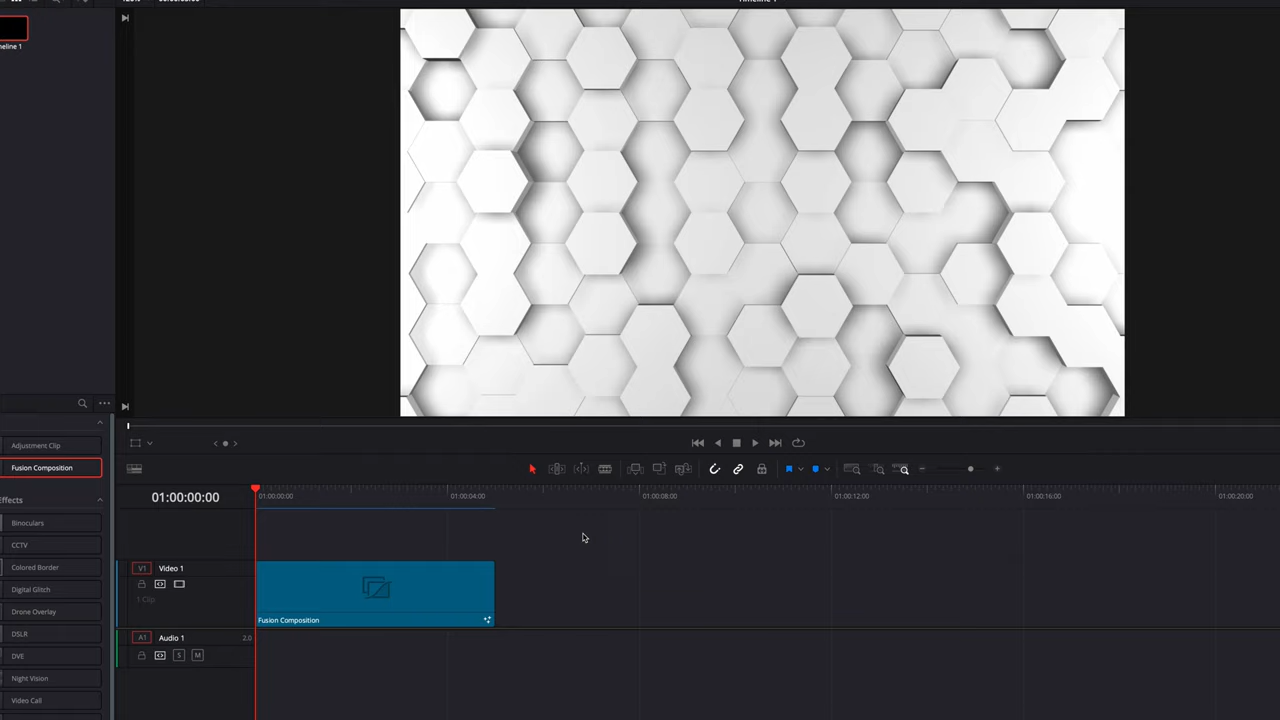 Timeline 1
meline 1
Adjustment Clip
Fusion Composition
Effects
Binoculars
CCTV
Colored Border
Digital Glitch
Drone Overlay
DSLR
DVE
Night Vision
Video Call
01:00:00:00
01:00:00:00
01:00:04:00
01:00:08:00
01:00:12:00
01:00:16:00
01:00:20:00
V1
Video 1
1 Clip
Fusion Composition
A1
Audio 1
2.0
S
M